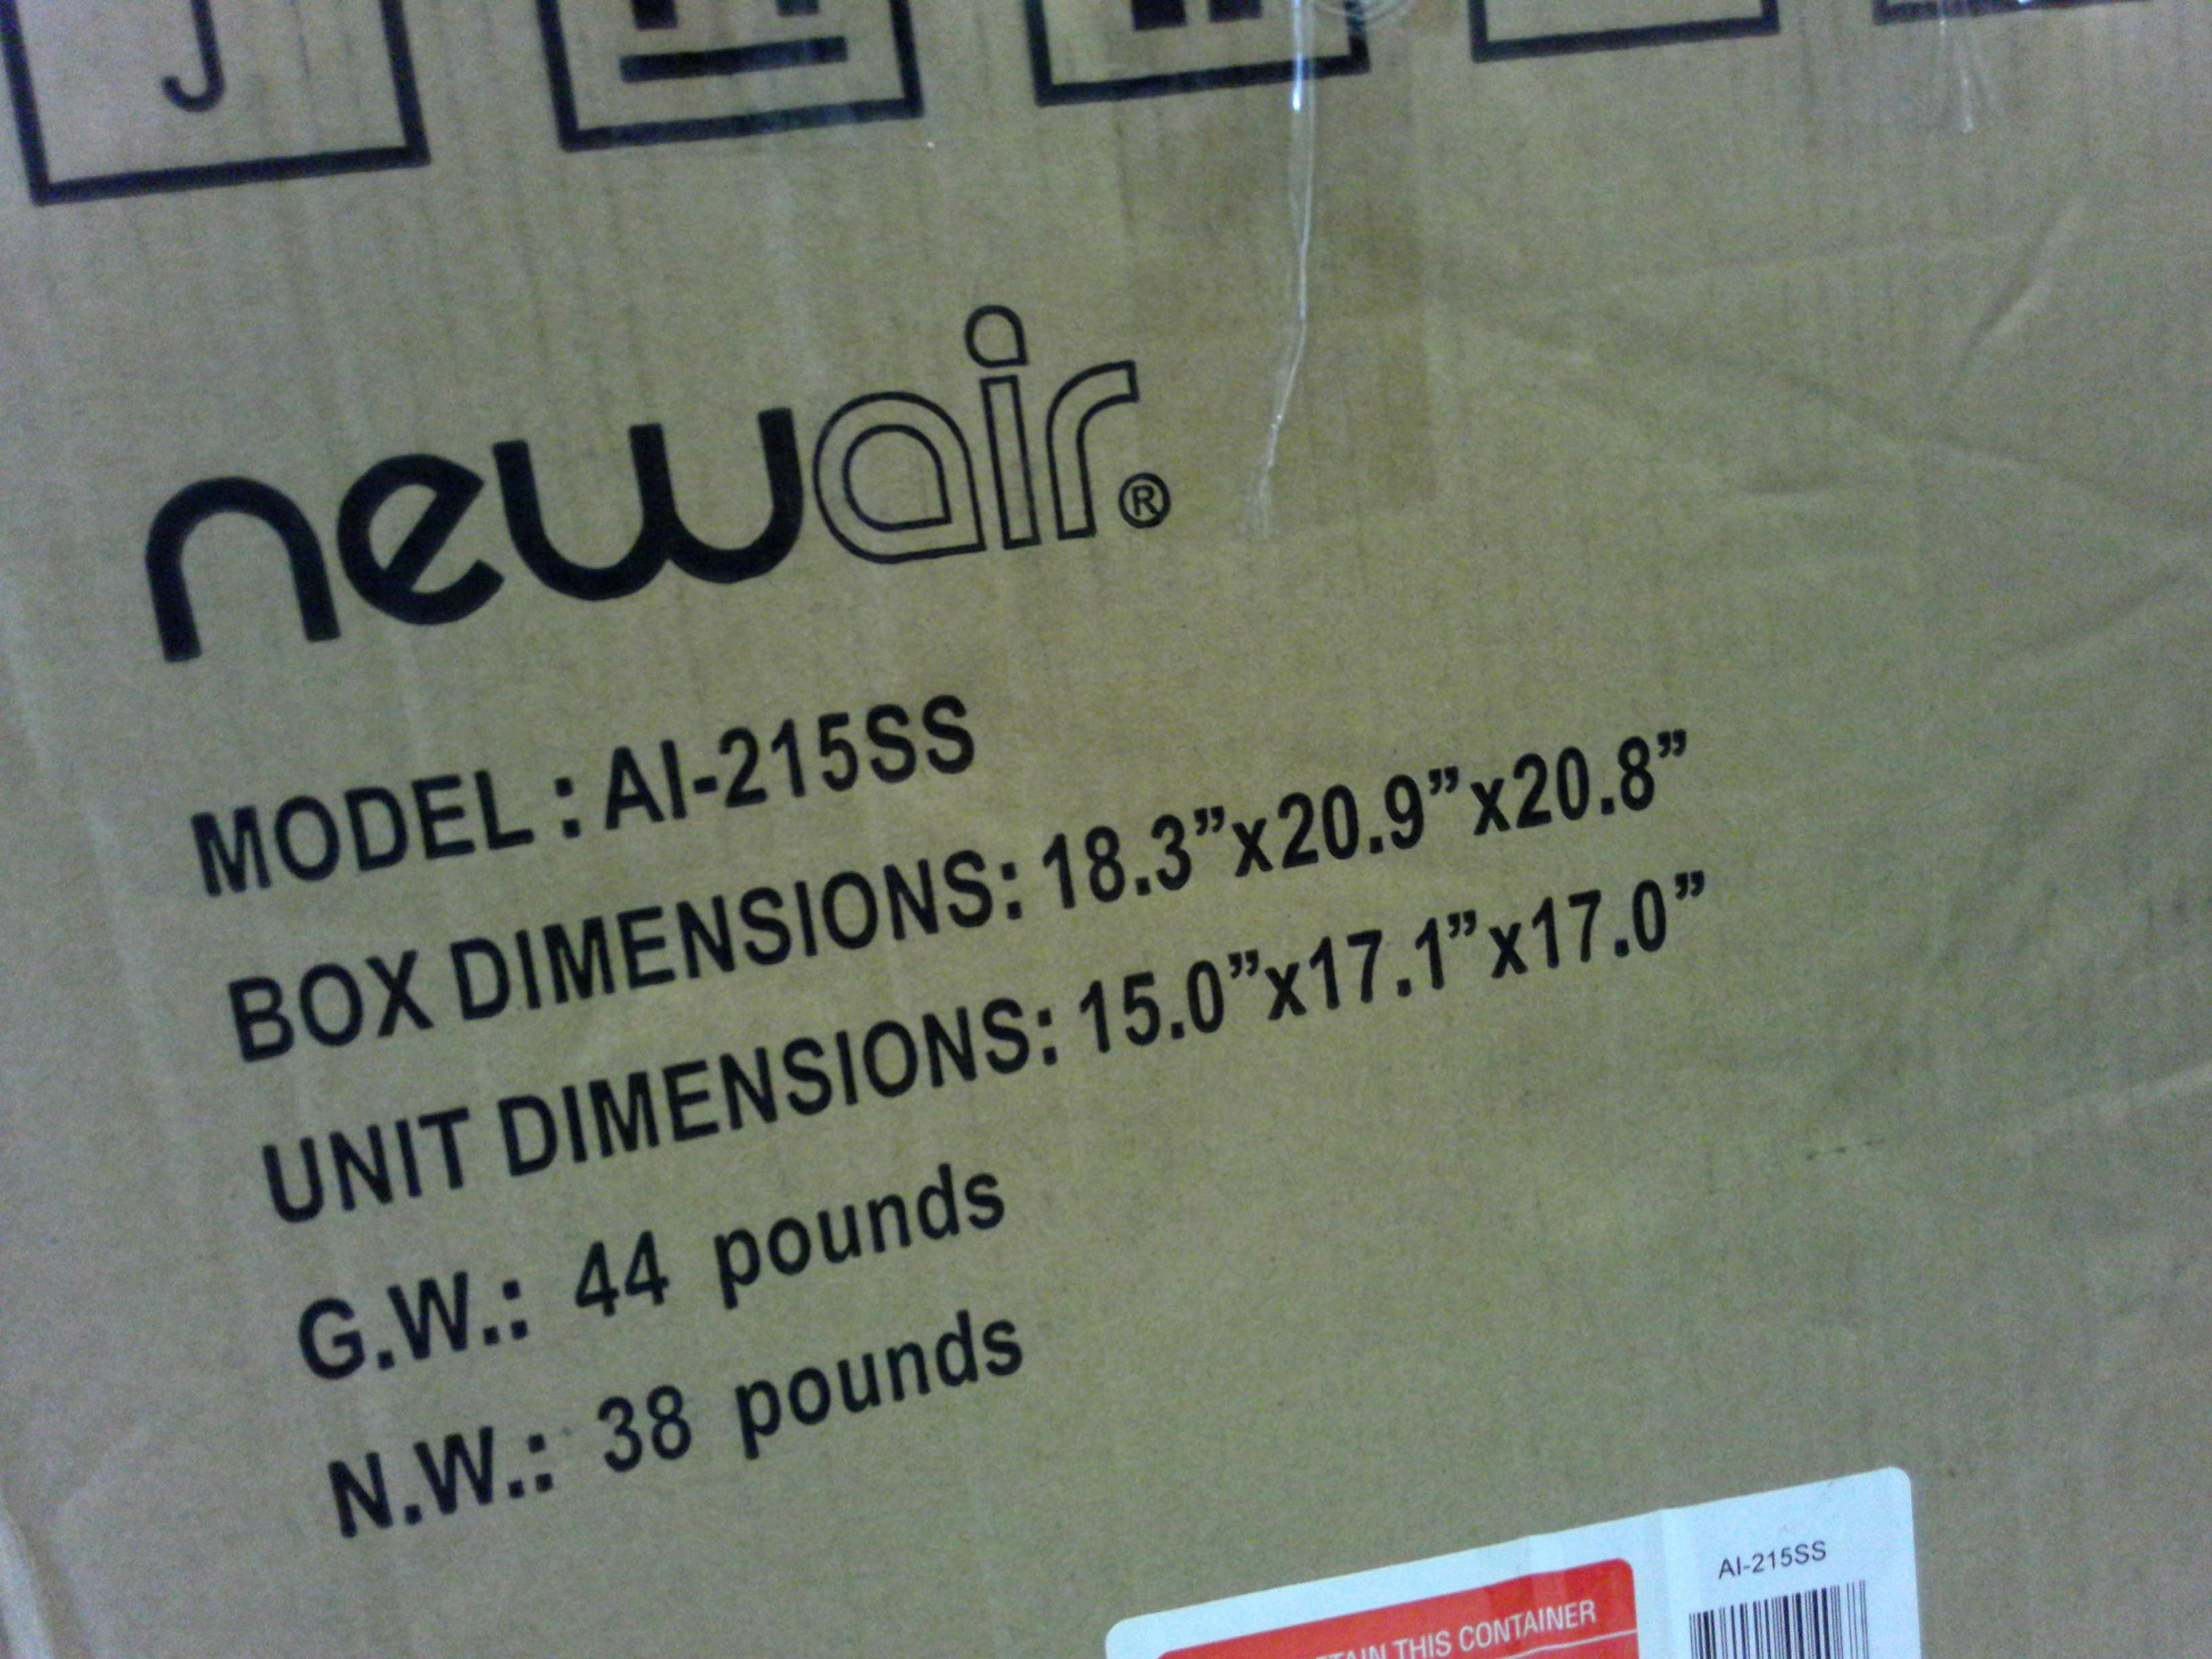 newair®
MODEL : AI-215SS
BOX DIMENSIONS: 18.3”x20.9”x20.8”
UNIT DIMENSIONS: 15.0”x17.1”x17.0”
G.W.: 44 pounds
N.W.: 38 pounds
AI-215SS
THIS CONTAINER